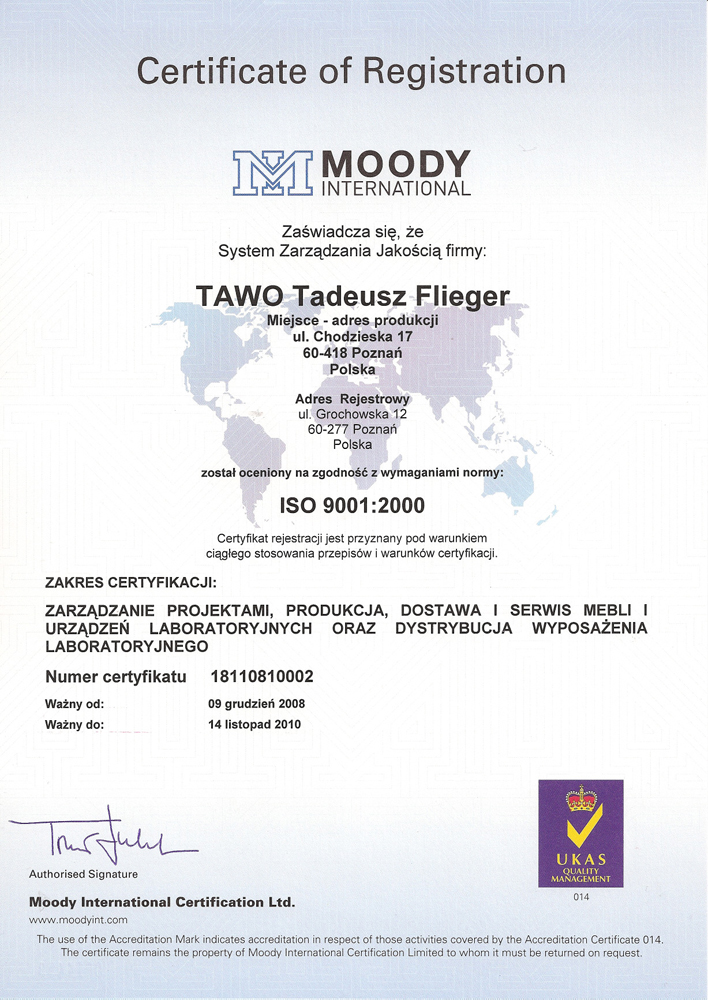 Certificate of Registration
MOODY
INTERNATIONAL
Zaświadcza się, że
System Zarządzania Jakością firmy:
TAWO Tadeusz Flieger
Miejsce - adres produkcji
ul. Chodzieska 17
60-418 Poznań
Polska
Adres Rejestrowy
ul. Grochowska 12
60-277 Poznań
Polska
został oceniony na zgodność z wymaganiami normy:
ISO 9001:2000
Certyfikat rejestracji jest przyznany pod warunkiem
ciągłego stosowania przepisów i warunków certyfikacji.
ZAKRES CERTYFIKACJI:
ZARZĄDZANIE PROJEKTAMI, PRODUKCJA, DOSTAWA I SERWIS MEBLI I
URZĄDZEŃ LABORATORYJNYCH ORAZ DYSTRYBUCJA WYPOSAŻENIA
LABORATORYJNEGO
Numer certyfikatu 18110810002
Ważny od: 09 grudzień 2008
Ważny do: 14 listopad 2010
UKAS
QUALITY
MANAGEMENT
014
Authorised Signature
Moody International Certification Ltd.
www.moodyint.com
The use of the Accreditation Mark indicates accreditation in respect of those activities covered by the Accreditation Certificate 014.
The certificate remains the property of Moody International Certification Limited to whom it must be returned on request.